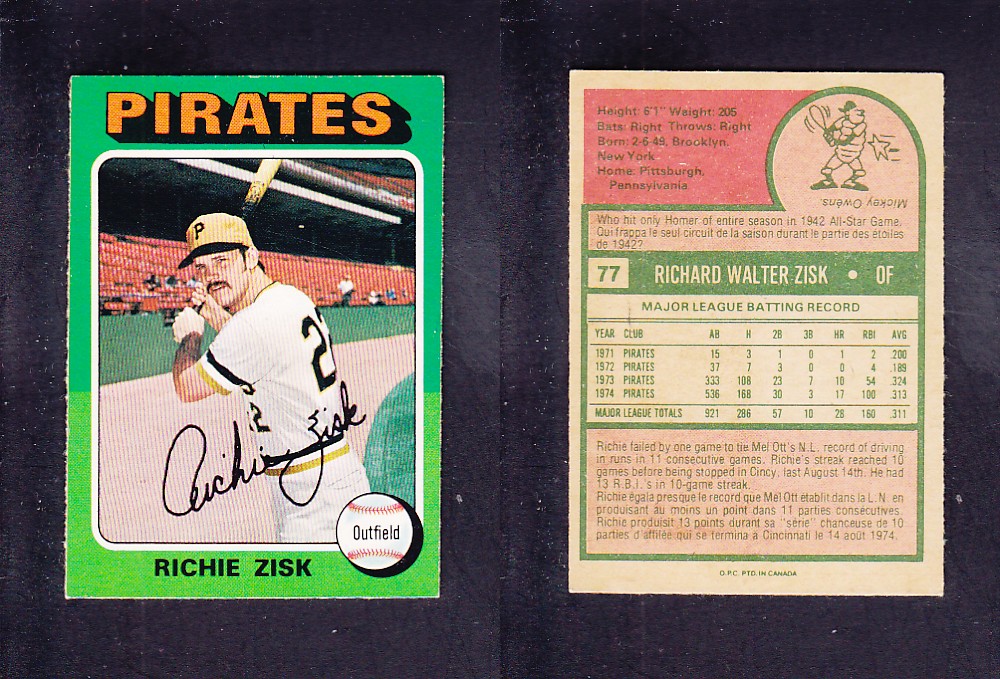 PIRATES
P
2
2
Richie Zisk
Outfield
RICHIE ZISK
Height: 6'1" Weight: 205
Bats: Right Throws: Right
Born: 2-6-49, Brooklyn,
New York
Home: Pittsburgh,
Pennsylvania
Mickey Owens.
Who hit only Homer of entire season in 1942 All-Star Game.
Qui frappa le seul circuit de la saison durant le partie des étoiles
de 1942?
77 RICHARD WALTER ZISK • OF
MAJOR LEAGUE BATTING RECORD
YEAR CLUB AB H 2B 3B HR RBI AVG
1971 PIRATES 15 3 1 0 1 2 .200
1972 PIRATES 37 7 3 0 0 4 .189
1973 PIRATES 333 108 23 7 10 54 .324
1974 PIRATES 536 168 30 3 17 100 .313
MAJOR LEAGUE TOTALS 921 286 57 10 28 160 .311
Richie failed by one game to tie Mel Ott's N.L. record of driving
in runs in 11 consecutive games. Richie's streak reached 10
games before being stopped in Cincy, last August 14th. He had
13 R.B.I.'s in 10-game streak.
Richie égala presque le record que Mel Ott établit dans la L.N. en
produisant au moins un point dans 11 parties consécutives.
Richie produisit 13 points durant sa "série" chanceuse de 10
parties d'affilée qui se termina à Cincinnati le 14 août 1974.
O.P.C. PTD. IN CANADA